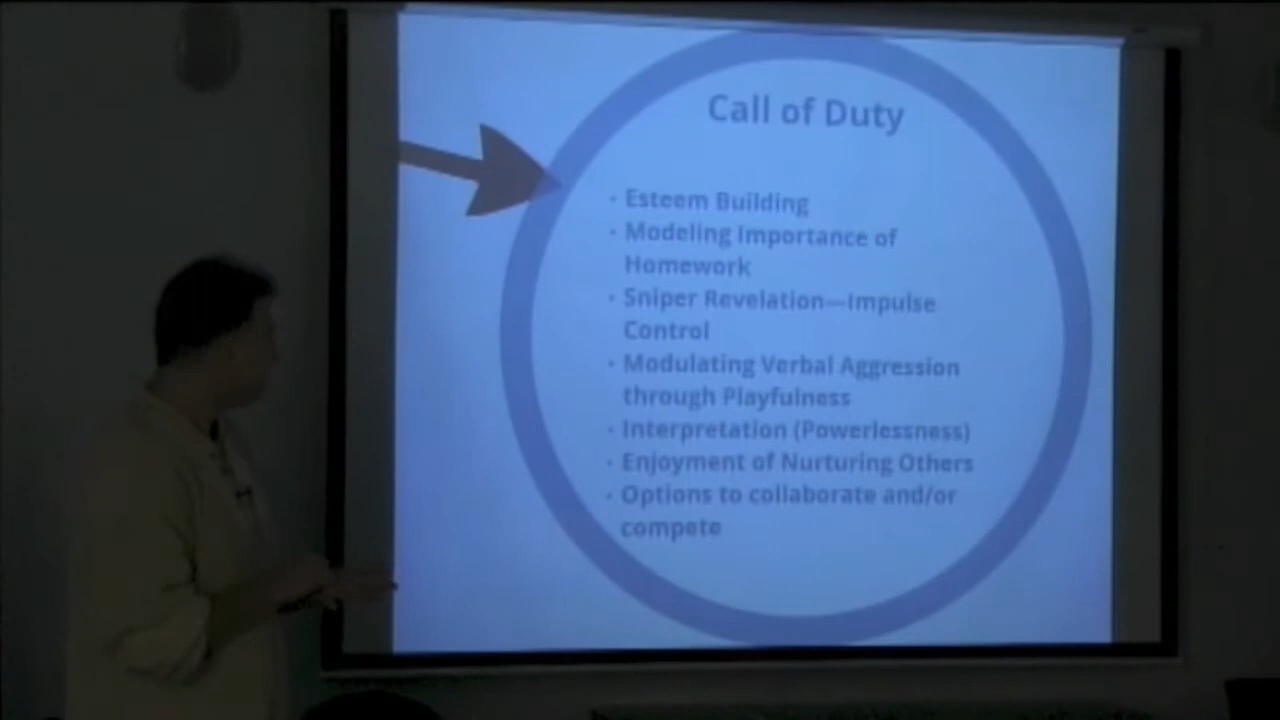 Call of Duty
· Esteem Building
· Modeling Importance of
Homework
· Sniper Revelation—Impulse
Control
· Modulating Verbal Aggression
through Playfulness
· Interpretation (Powerlessness)
· Enjoyment of Nurturing Others
· Options to collaborate and/or
compete